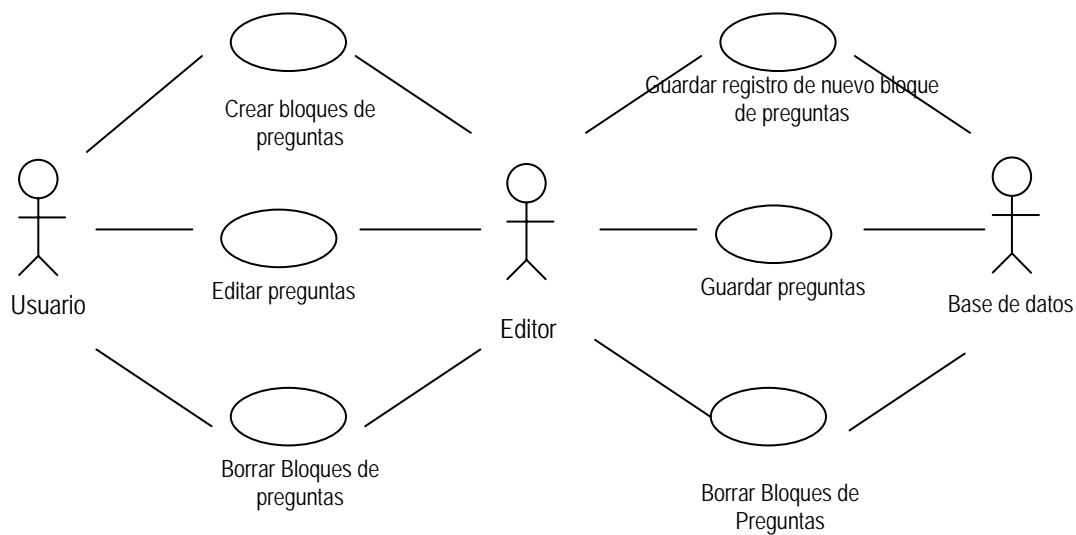 Crear bloques de
preguntas
Guardar registro de nuevo bloque
de preguntas
Usuario
Editar preguntas
Editor
Guardar preguntas
Base de datos
Borrar Bloques de
preguntas
Borrar Bloques de
Preguntas